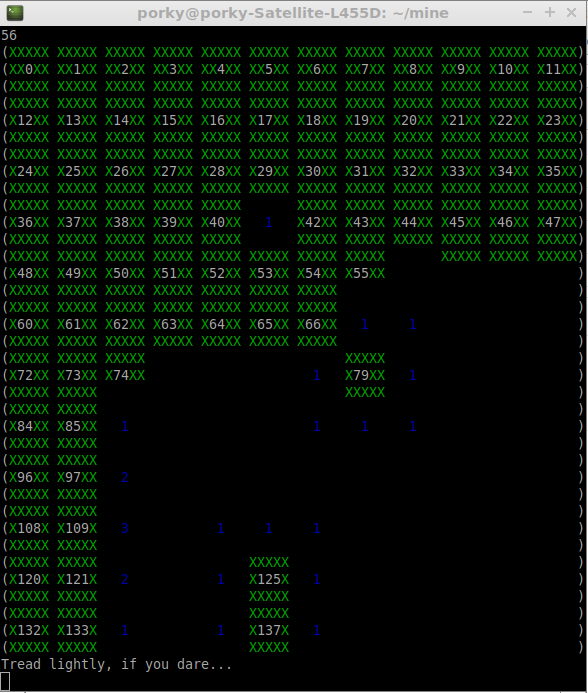 porky@porky-Satellite-L455D: ~/mine
56
(XXXXX XXXXX XXXXX XXXXX XXXXX XXXXX XXXXX XXXXX XXXXX XXXXX XXXXX XXXXX)
(XX0XX XX1XX XX2XX XX3XX XX4XX XX5XX XX6XX XX7XX XX8XX XX9XX X10XX X11XX)
(XXXXX XXXXX XXXXX XXXXX XXXXX XXXXX XXXXX XXXXX XXXXX XXXXX XXXXX XXXXX)
(XXXXX XXXXX XXXXX XXXXX XXXXX XXXXX XXXXX XXXXX XXXXX XXXXX XXXXX XXXXX)
(X12XX X13XX X14XX X15XX X16XX X17XX X18XX X19XX X20XX X21XX X22XX X23XX)
(XXXXX XXXXX XXXXX XXXXX XXXXX XXXXX XXXXX XXXXX XXXXX XXXXX XXXXX XXXXX)
(XXXXX XXXXX XXXXX XXXXX XXXXX XXXXX XXXXX XXXXX XXXXX XXXXX XXXXX XXXXX)
(X24XX X25XX X26XX X27XX X28XX X29XX X30XX X31XX X32XX X33XX X34XX X35XX)
(XXXXX XXXXX XXXXX XXXXX XXXXX XXXXX XXXXX XXXXX XXXXX XXXXX XXXXX XXXXX)
(XXXXX XXXXX XXXXX XXXXX XXXXX       XXXXX XXXXX XXXXX XXXXX XXXXX XXXXX)
(X36XX X37XX X38XX X39XX X40XX   1   X42XX X43XX X44XX X45XX X46XX X47XX)
(XXXXX XXXXX XXXXX XXXXX XXXXX       XXXXX XXXXX XXXXX XXXXX XXXXX XXXXX)
(XXXXX XXXXX XXXXX XXXXX XXXXX XXXXX XXXXX XXXXX       XXXXX XXXXX XXXXX)
(X48XX X49XX X50XX X51XX X52XX X53XX X54XX X55XX                        )
(XXXXX XXXXX XXXXX XXXXX XXXXX XXXXX XXXXX                              )
(XXXXX XXXXX XXXXX XXXXX XXXXX XXXXX XXXXX                              )
(X60XX X61XX X62XX X63XX X64XX X65XX X66XX   1     1                    )
(XXXXX XXXXX XXXXX XXXXX XXXXX XXXXX XXXXX                              )
(XXXXX XXXXX XXXXX                         XXXXX                        )
(X72XX X73XX X74XX                     1   X79XX   1                    )
(XXXXX XXXXX                               XXXXX                        )
(XXXXX XXXXX                                                            )
(X84XX X85XX   1                       1     1     1                    )
(XXXXX XXXXX                                                            )
(XXXXX XXXXX                                                            )
(X96XX X97XX   2                                                        )
(XXXXX XXXXX                                                            )
(XXXXX XXXXX                                                            )
(X108X X109X   3           1     1     1                                )
(XXXXX XXXXX                                                            )
(XXXXX XXXXX                   XXXXX                                    )
(X120X X121X   2           1   X125X   1                                )
(XXXXX XXXXX                   XXXXX                                    )
(XXXXX XXXXX                   XXXXX                                    )
(X132X X133X   1           1   X137X   1                                )
(XXXXX XXXXX                   XXXXX                                    )
Tread lightly, if you dare...